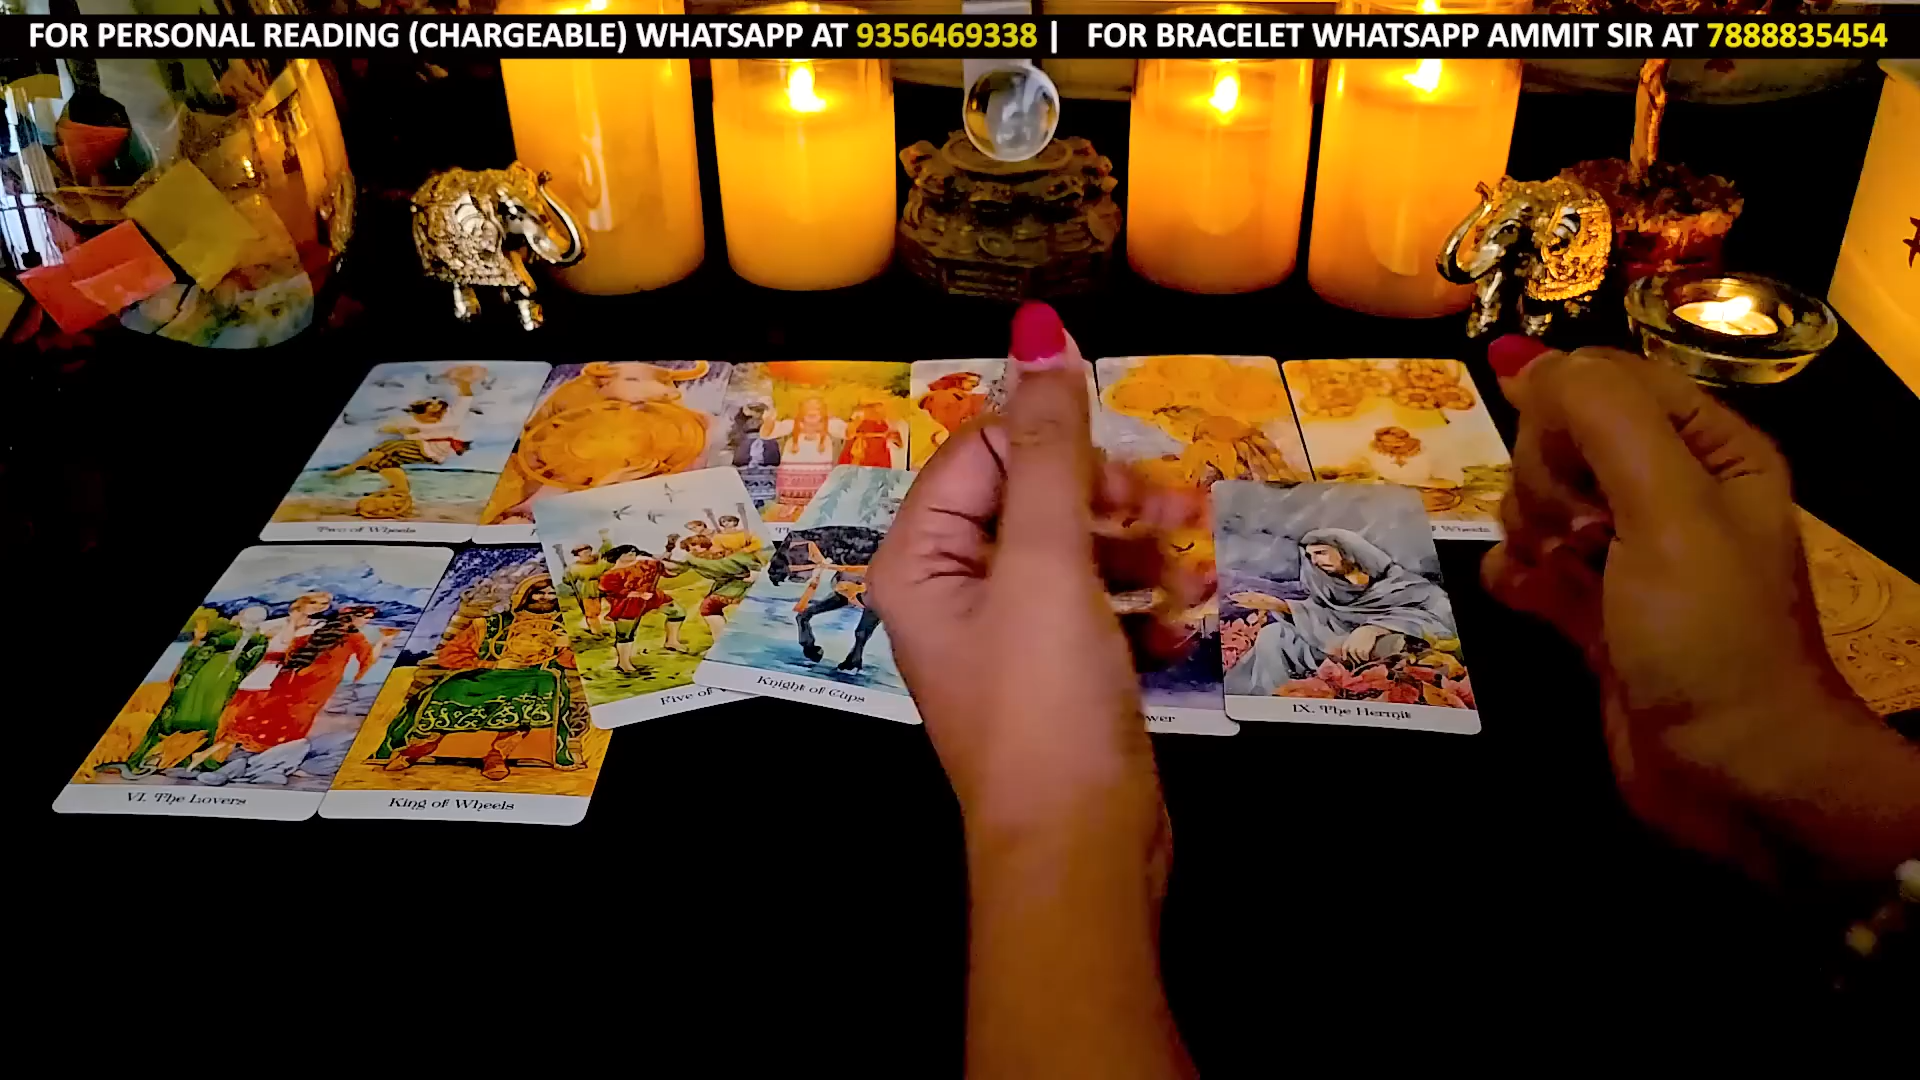 FOR PERSONAL READING (CHARGEABLE) WHATSAPP AT 9356469338 | FOR BRACELET WHATSAPP AMMIT SIR AT 7888835454
Two of Wheels
Five of
Knight of Cups
IX. The Hermit
VI. The Lovers
King of Wheels